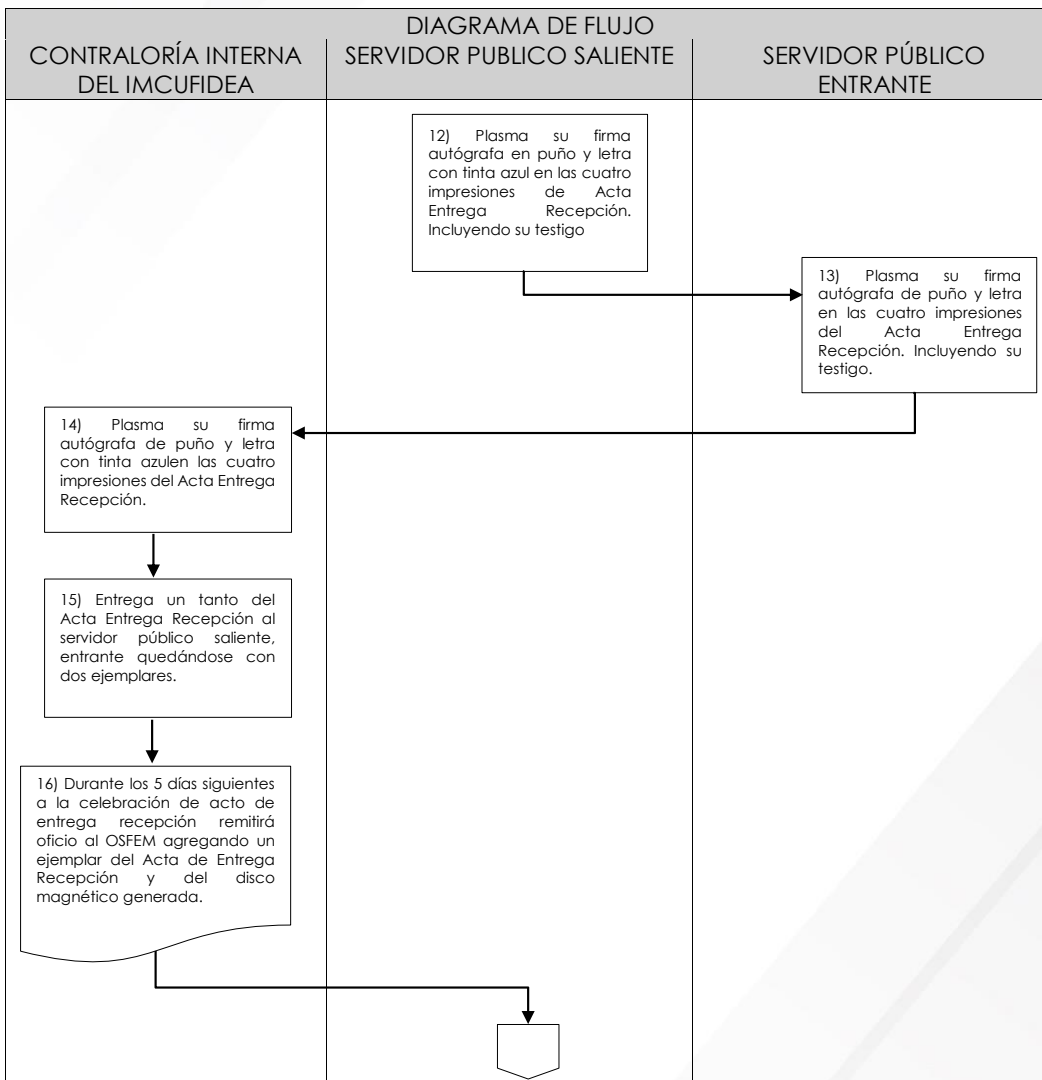 DIAGRAMA DE FLUJO
CONTRALORÍA INTERNA
DEL IMCUFIDEA
SERVIDOR PUBLICO SALIENTE
SERVIDOR PÚBLICO
ENTRANTE
12) Plasma su firma
autógrafa en puño y letra
con tinta azul en las cuatro
impresiones de Acta
Entrega Recepción.
Incluyendo su testigo
13) Plasma su firma
autógrafa de puño y letra
en las cuatro impresiones
del Acta Entrega
Recepción. Incluyendo su
testigo.
14) Plasma su firma
autógrafa de puño y letra
con tinta azulen las cuatro
impresiones del Acta Entrega
Recepción.
15) Entrega un tanto del
Acta Entrega Recepción al
servidor público saliente,
entrante quedándose con
dos ejemplares.
16) Durante los 5 días siguientes
a la celebración de acto de
entrega recepción remitirá
oficio al OSFEM agregando un
ejemplar del Acta de Entrega
Recepción y del disco
magnético generada.